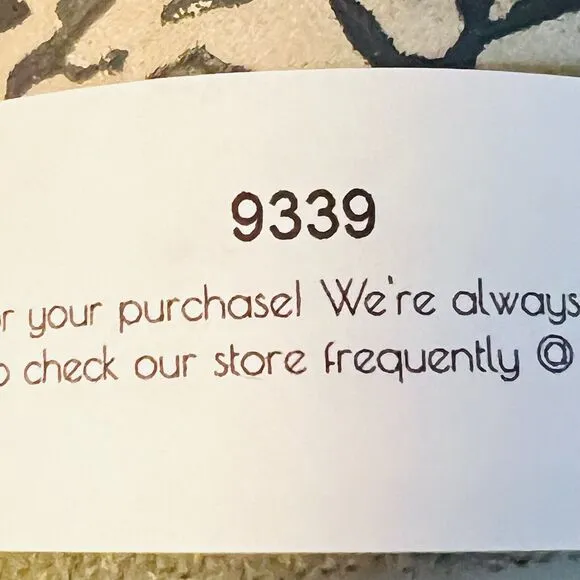 9339
r your purchase! We're always
o check our store frequently @